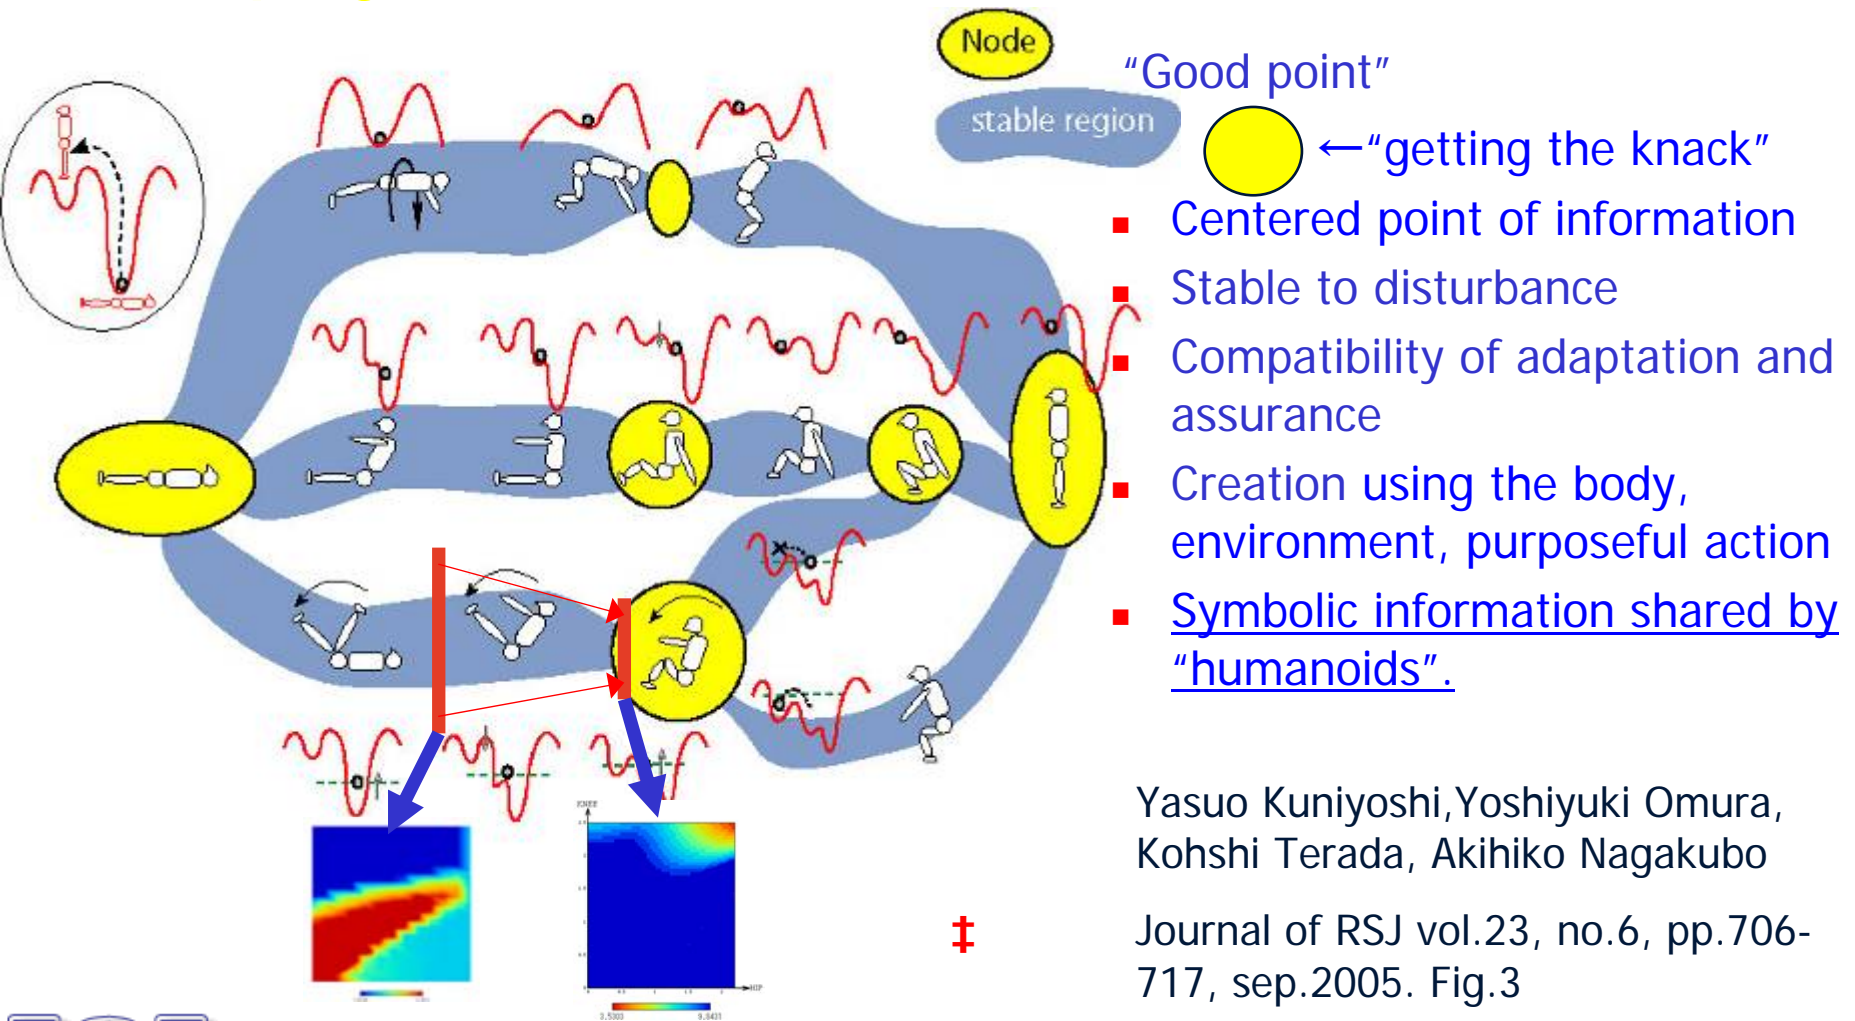 Node
"Good point"
stable region
←"getting the knack"
Centered point of information
Stable to disturbance
Compatibility of adaptation and
assurance
Creation using the body,
environment, purposeful action
Symbolic information shared by
"humanoids".
Yasuo Kuniyoshi,Yoshiyuki Omura,
Kohshi Terada, Akihiko Nagakubo
‡ Journal of RSJ vol.23, no.6, pp.706-
717, sep.2005. Fig.3
KNEE
HIP